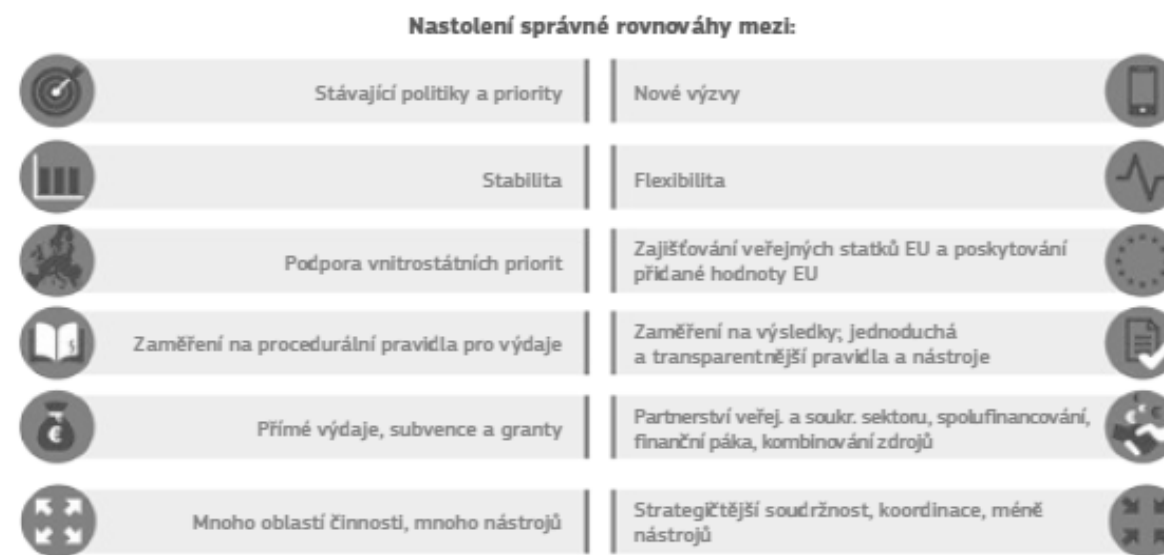 Nastolení správné rovnováhy mezi:
Stávající politiky a priority
Nové výzvy
Stabilita
Flexibilita
Podpora vnitrostátních priorit
Zajišťování veřejných statků EU a poskytování
přidané hodnoty EU
Zaměření na procedurální pravidla pro výdaje
Zaměření na výsledky; jednoduchá
a transparentnější pravidla a nástroje
Přímé výdaje, subvence a granty
Partnerství veřej. a soukr. sektoru, spolufinancování,
finanční páka, kombinování zdrojů
Mnoho oblastí činnosti, mnoho nástrojů
Strategičtější soudržnost, koordinace, méně
nástrojů